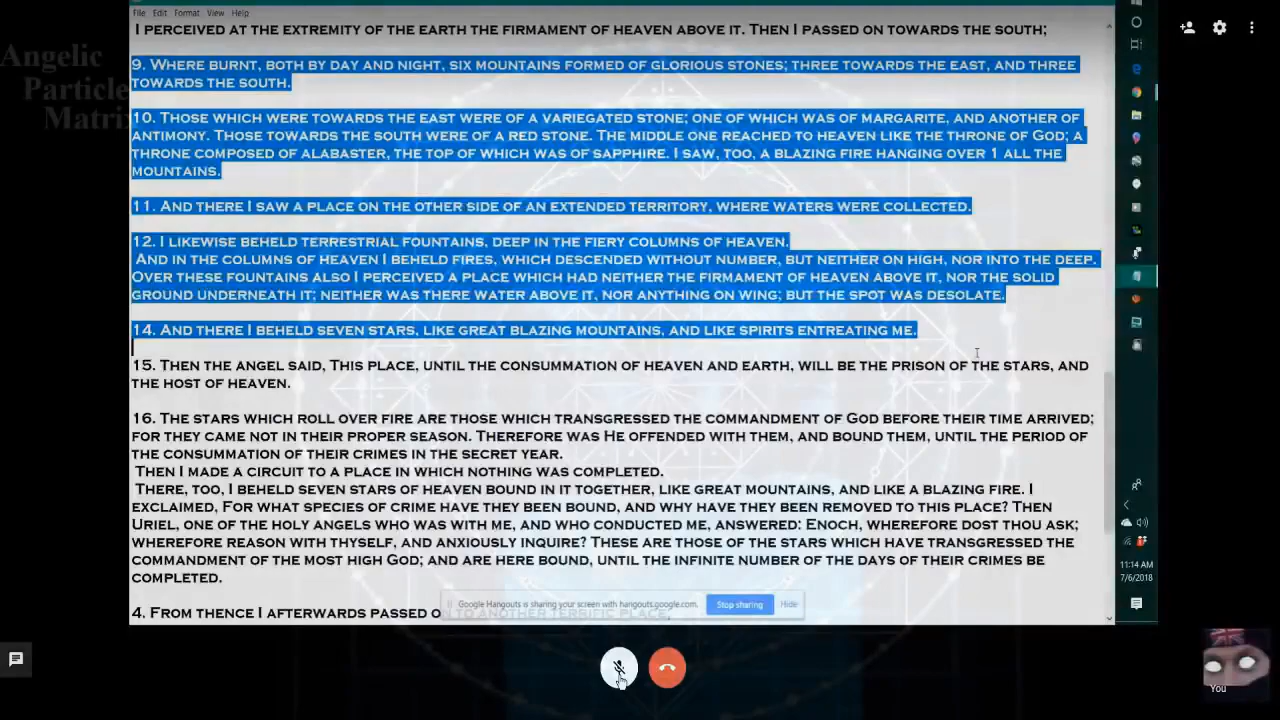 Angelic
Particle
Matrix
File Edit Format View Help
I PERCEIVED AT THE EXTREMITY OF THE EARTH THE FIRMAMENT OF HEAVEN ABOVE IT. THEN I PASSED ON TOWARDS THE SOUTH;
9. WHERE BURNT, BOTH BY DAY AND NIGHT, SIX MOUNTAINS FORMED OF GLORIOUS STONES; THREE TOWARDS THE EAST, AND THREE
TOWARDS THE SOUTH.
10. THOSE WHICH WERE TOWARDS THE EAST WERE OF A VARIEGATED STONE; ONE OF WHICH WAS OF MARGARITE, AND ANOTHER OF
ANTIMONY. THOSE TOWARDS THE SOUTH WERE OF A RED STONE. THE MIDDLE ONE REACHED TO HEAVEN LIKE THE THRONE OF GOD; A
THRONE COMPOSED OF ALABASTER, THE TOP OF WHICH WAS OF SAPPHIRE. I SAW, TOO, A BLAZING FIRE HANGING OVER 1 ALL THE
MOUNTAINS.
11. AND THERE I SAW A PLACE ON THE OTHER SIDE OF AN EXTENDED TERRITORY, WHERE WATERS WERE COLLECTED.
12. I LIKEWISE BEHELD TERRESTRIAL FOUNTAINS, DEEP IN THE FIERY COLUMNS OF HEAVEN.
AND IN THE COLUMNS OF HEAVEN I BEHELD FIRES, WHICH DESCENDED WITHOUT NUMBER, BUT NEITHER ON HIGH, NOR INTO THE DEEP.
OVER THESE FOUNTAINS ALSO I PERCEIVED A PLACE WHICH HAD NEITHER THE FIRMAMENT OF HEAVEN ABOVE IT, NOR THE SOLID
GROUND UNDERNEATH IT; NEITHER WAS THERE WATER ABOVE IT, NOR ANYTHING ON WING; BUT THE SPOT WAS DESOLATE.
14. AND THERE I BEHELD SEVEN STARS, LIKE GREAT BLAZING MOUNTAINS, AND LIKE SPIRITS ENTREATING ME.
15. THEN THE ANGEL SAID, THIS PLACE, UNTIL THE CONSUMMATION OF HEAVEN AND EARTH, WILL BE THE PRISON OF THE STARS, AND
THE HOST OF HEAVEN.
16. THE STARS WHICH ROLL OVER FIRE ARE THOSE WHICH TRANSGRESSED THE COMMANDMENT OF GOD BEFORE THEIR TIME ARRIVED;
FOR THEY CAME NOT IN THEIR PROPER SEASON. THEREFORE WAS HE OFFENDED WITH THEM, AND BOUND THEM, UNTIL THE PERIOD OF
THE CONSUMMATION OF THEIR CRIMES IN THE SECRET YEAR.
THEN I MADE A CIRCUIT TO A PLACE IN WHICH NOTHING WAS COMPLETED.
THERE, TOO, I BEHELD SEVEN STARS OF HEAVEN BOUND IN IT TOGETHER, LIKE GREAT MOUNTAINS, AND LIKE A BLAZING FIRE. I
EXCLAIMED, FOR WHAT SPECIES OF CRIME HAVE THEY BEEN BOUND, AND WHY HAVE THEY BEEN REMOVED TO THIS PLACE? THEN
URIEL, ONE OF THE HOLY ANGELS WHO WAS WITH ME, AND WHO CONDUCTED ME, ANSWERED: ENOCH, WHEREFORE DOST THOU ASK;
WHEREFORE REASON WITH THYSELF, AND ANXIOUSLY INQUIRE? THESE ARE THOSE OF THE STARS WHICH HAVE TRANSGRESSED THE
COMMANDMENT OF THE MOST HIGH GOD; AND ARE HERE BOUND, UNTIL THE INFINITE NUMBER OF THE DAYS OF THEIR CRIMES BE
COMPLETED.
4. FROM THENCE I AFTERWARDS PASSED ON TO ANOTHER TERRIFIC PLACE;
Google Hangouts is sharing your screen with hangouts.google.com.
Stop sharing
Hide
11:14 AM
7/6/2018
You